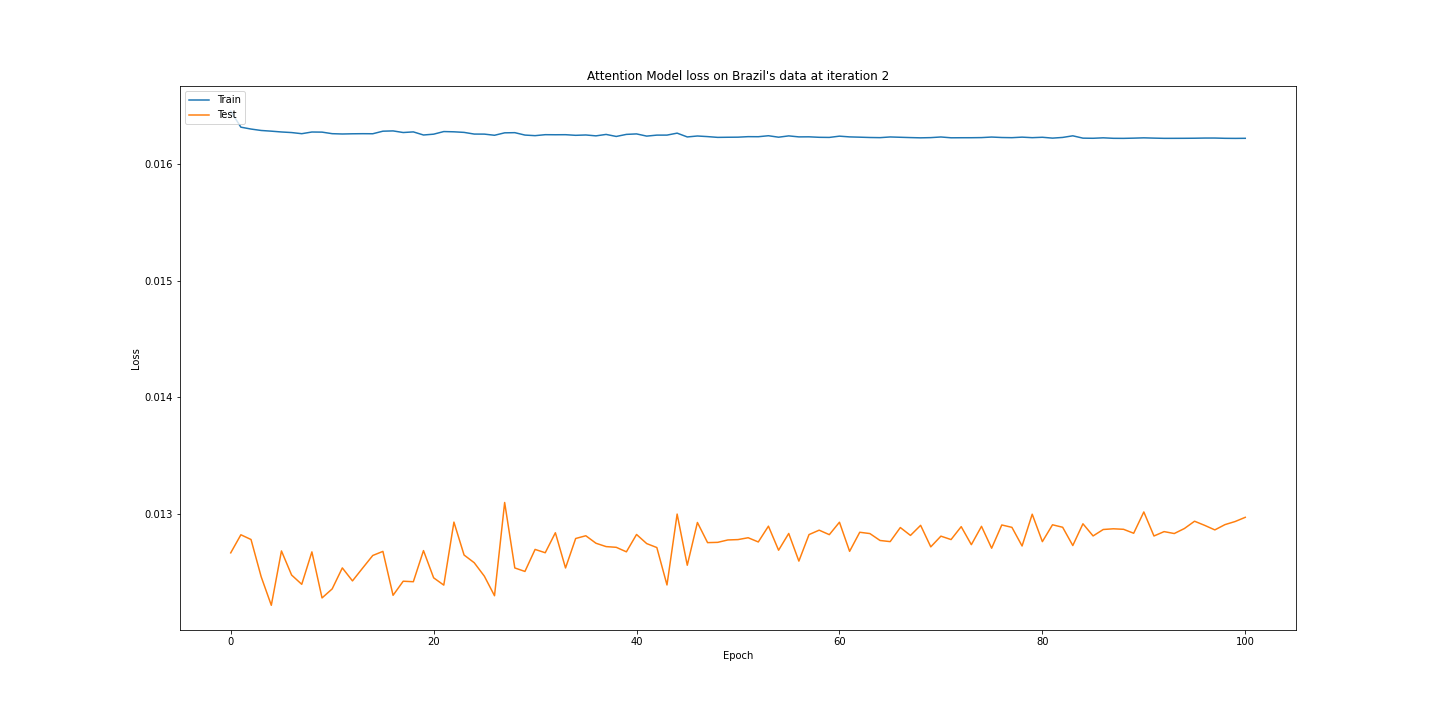 Attention Model loss on Brazil's data at iteration 2
Train
Test
0.016
0.015
0.014
0.013
Loss
0
20
40
60
80
100
Epoch